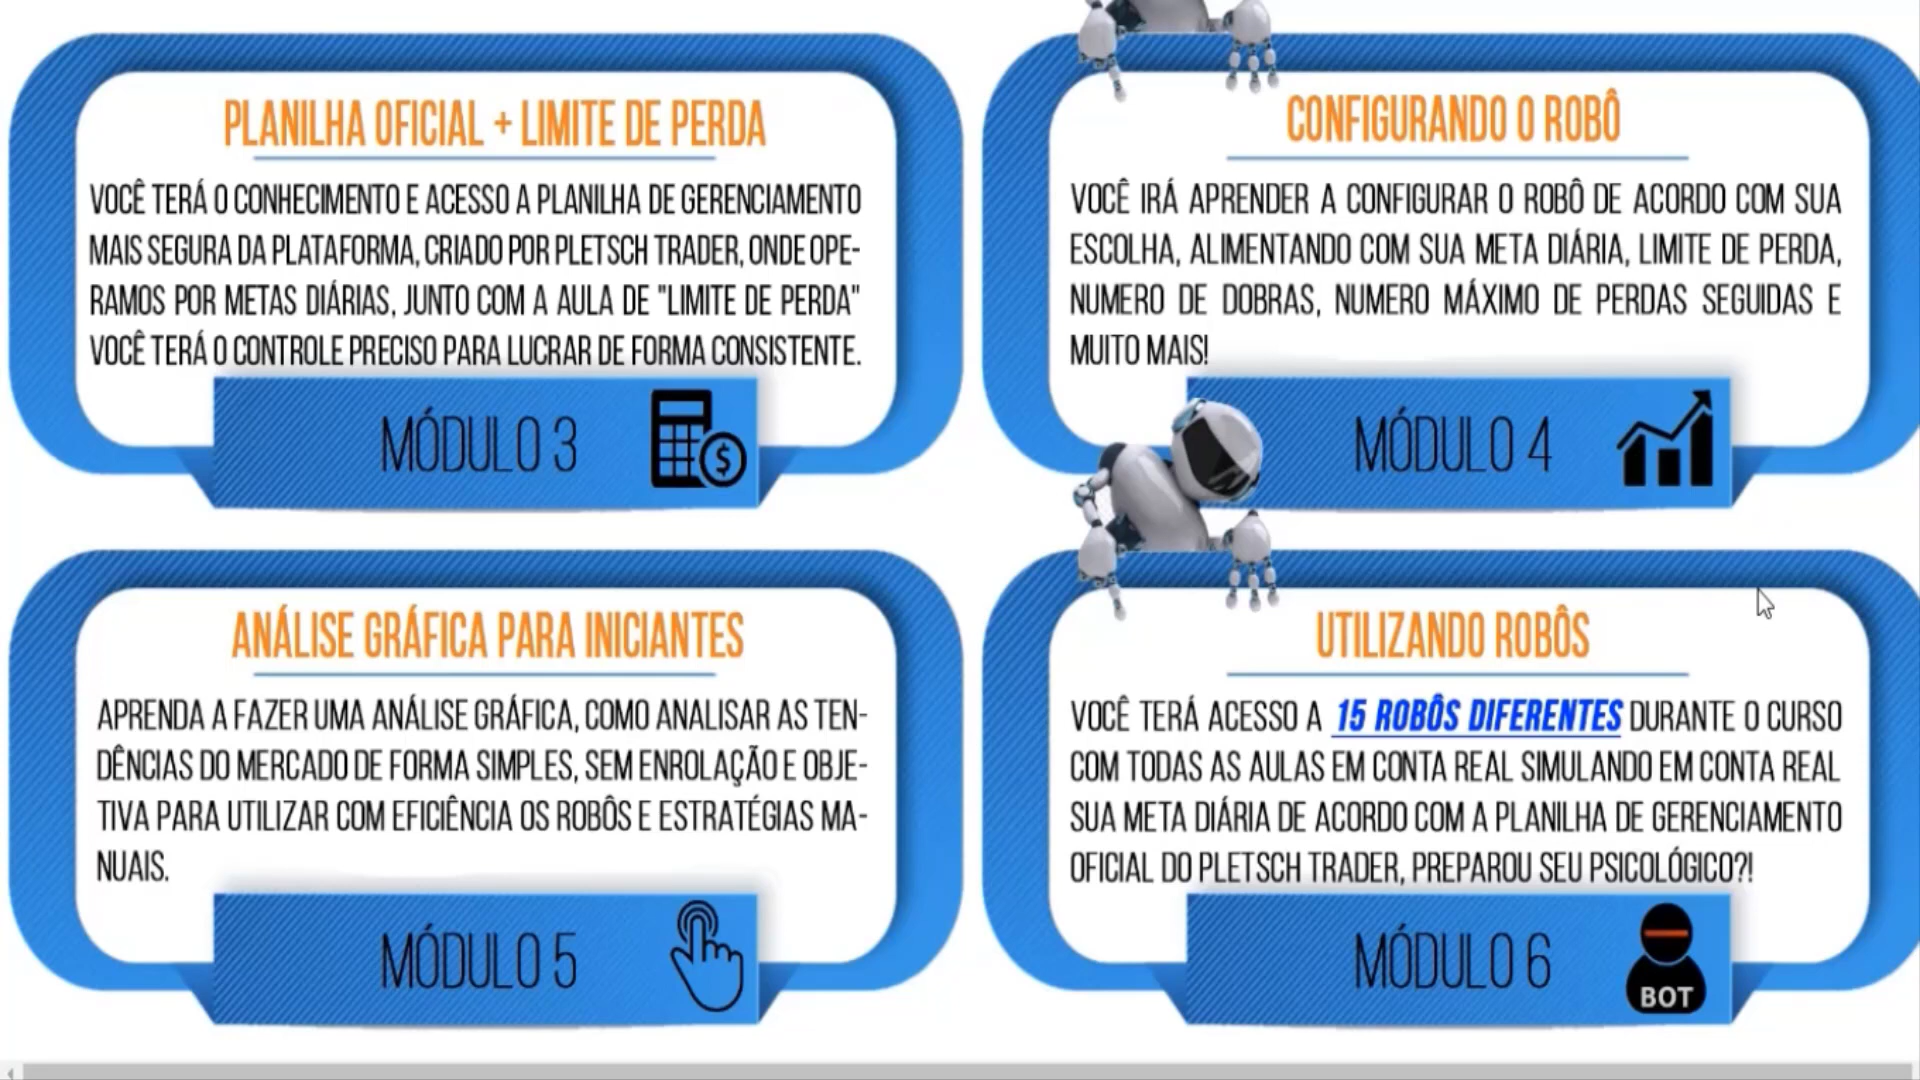 PLANILHA OFICIAL + LIMITE DE PERDA
VOCÊ TERÁ O CONHECIMENTO E ACESSO A PLANILHA DE GERENCIAMENTO
MAIS SEGURA DA PLATAFORMA, CRIADO POR PLETSCH TRADER, ONDE OPE-
RAMOS POR METAS DIÁRIAS, JUNTO COM A AULA DE "LIMITE DE PERDA"
VOCÊ TERÁ O CONTROLE PRECISO PARA LUCRAR DE FORMA CONSISTENTE.
MÓDULO 3
CONFIGURANDO O ROBÔ
VOCÊ IRÁ APRENDER A CONFIGURAR O ROBÔ DE ACORDO COM SUA
ESCOLHA, ALIMENTANDO COM SUA META DIÁRIA, LIMITE DE PERDA,
NUMERO DE DOBRAS, NUMERO MÁXIMO DE PERDAS SEGUIDAS E
MUITO MAIS!
MÓDULO 4
ANÁLISE GRÁFICA PARA INICIANTES
APRENDA A FAZER UMA ANÁLISE GRÁFICA, COMO ANALISAR AS TEN-
DÊNCIAS DO MERCADO DE FORMA SIMPLES, SEM ENROLAÇÃO E OBJE-
TIVA PARA UTILIZAR COM EFICIÊNCIA OS ROBÔS E ESTRATÉGIAS MA-
NUAIS.
MÓDULO 5
UTILIZANDO ROBÔS
VOCÊ TERÁ ACESSO A 15 ROBÔS DIFERENTES DURANTE O CURSO
COM TODAS AS AULAS EM CONTA REAL SIMULANDO EM CONTA REAL
SUA META DIÁRIA DE ACORDO COM A PLANILHA DE GERENCIAMENTO
OFICIAL DO PLETSCH TRADER, PREPAROU SEU PSICOLÓGICO?!
MÓDULO 6
BOT